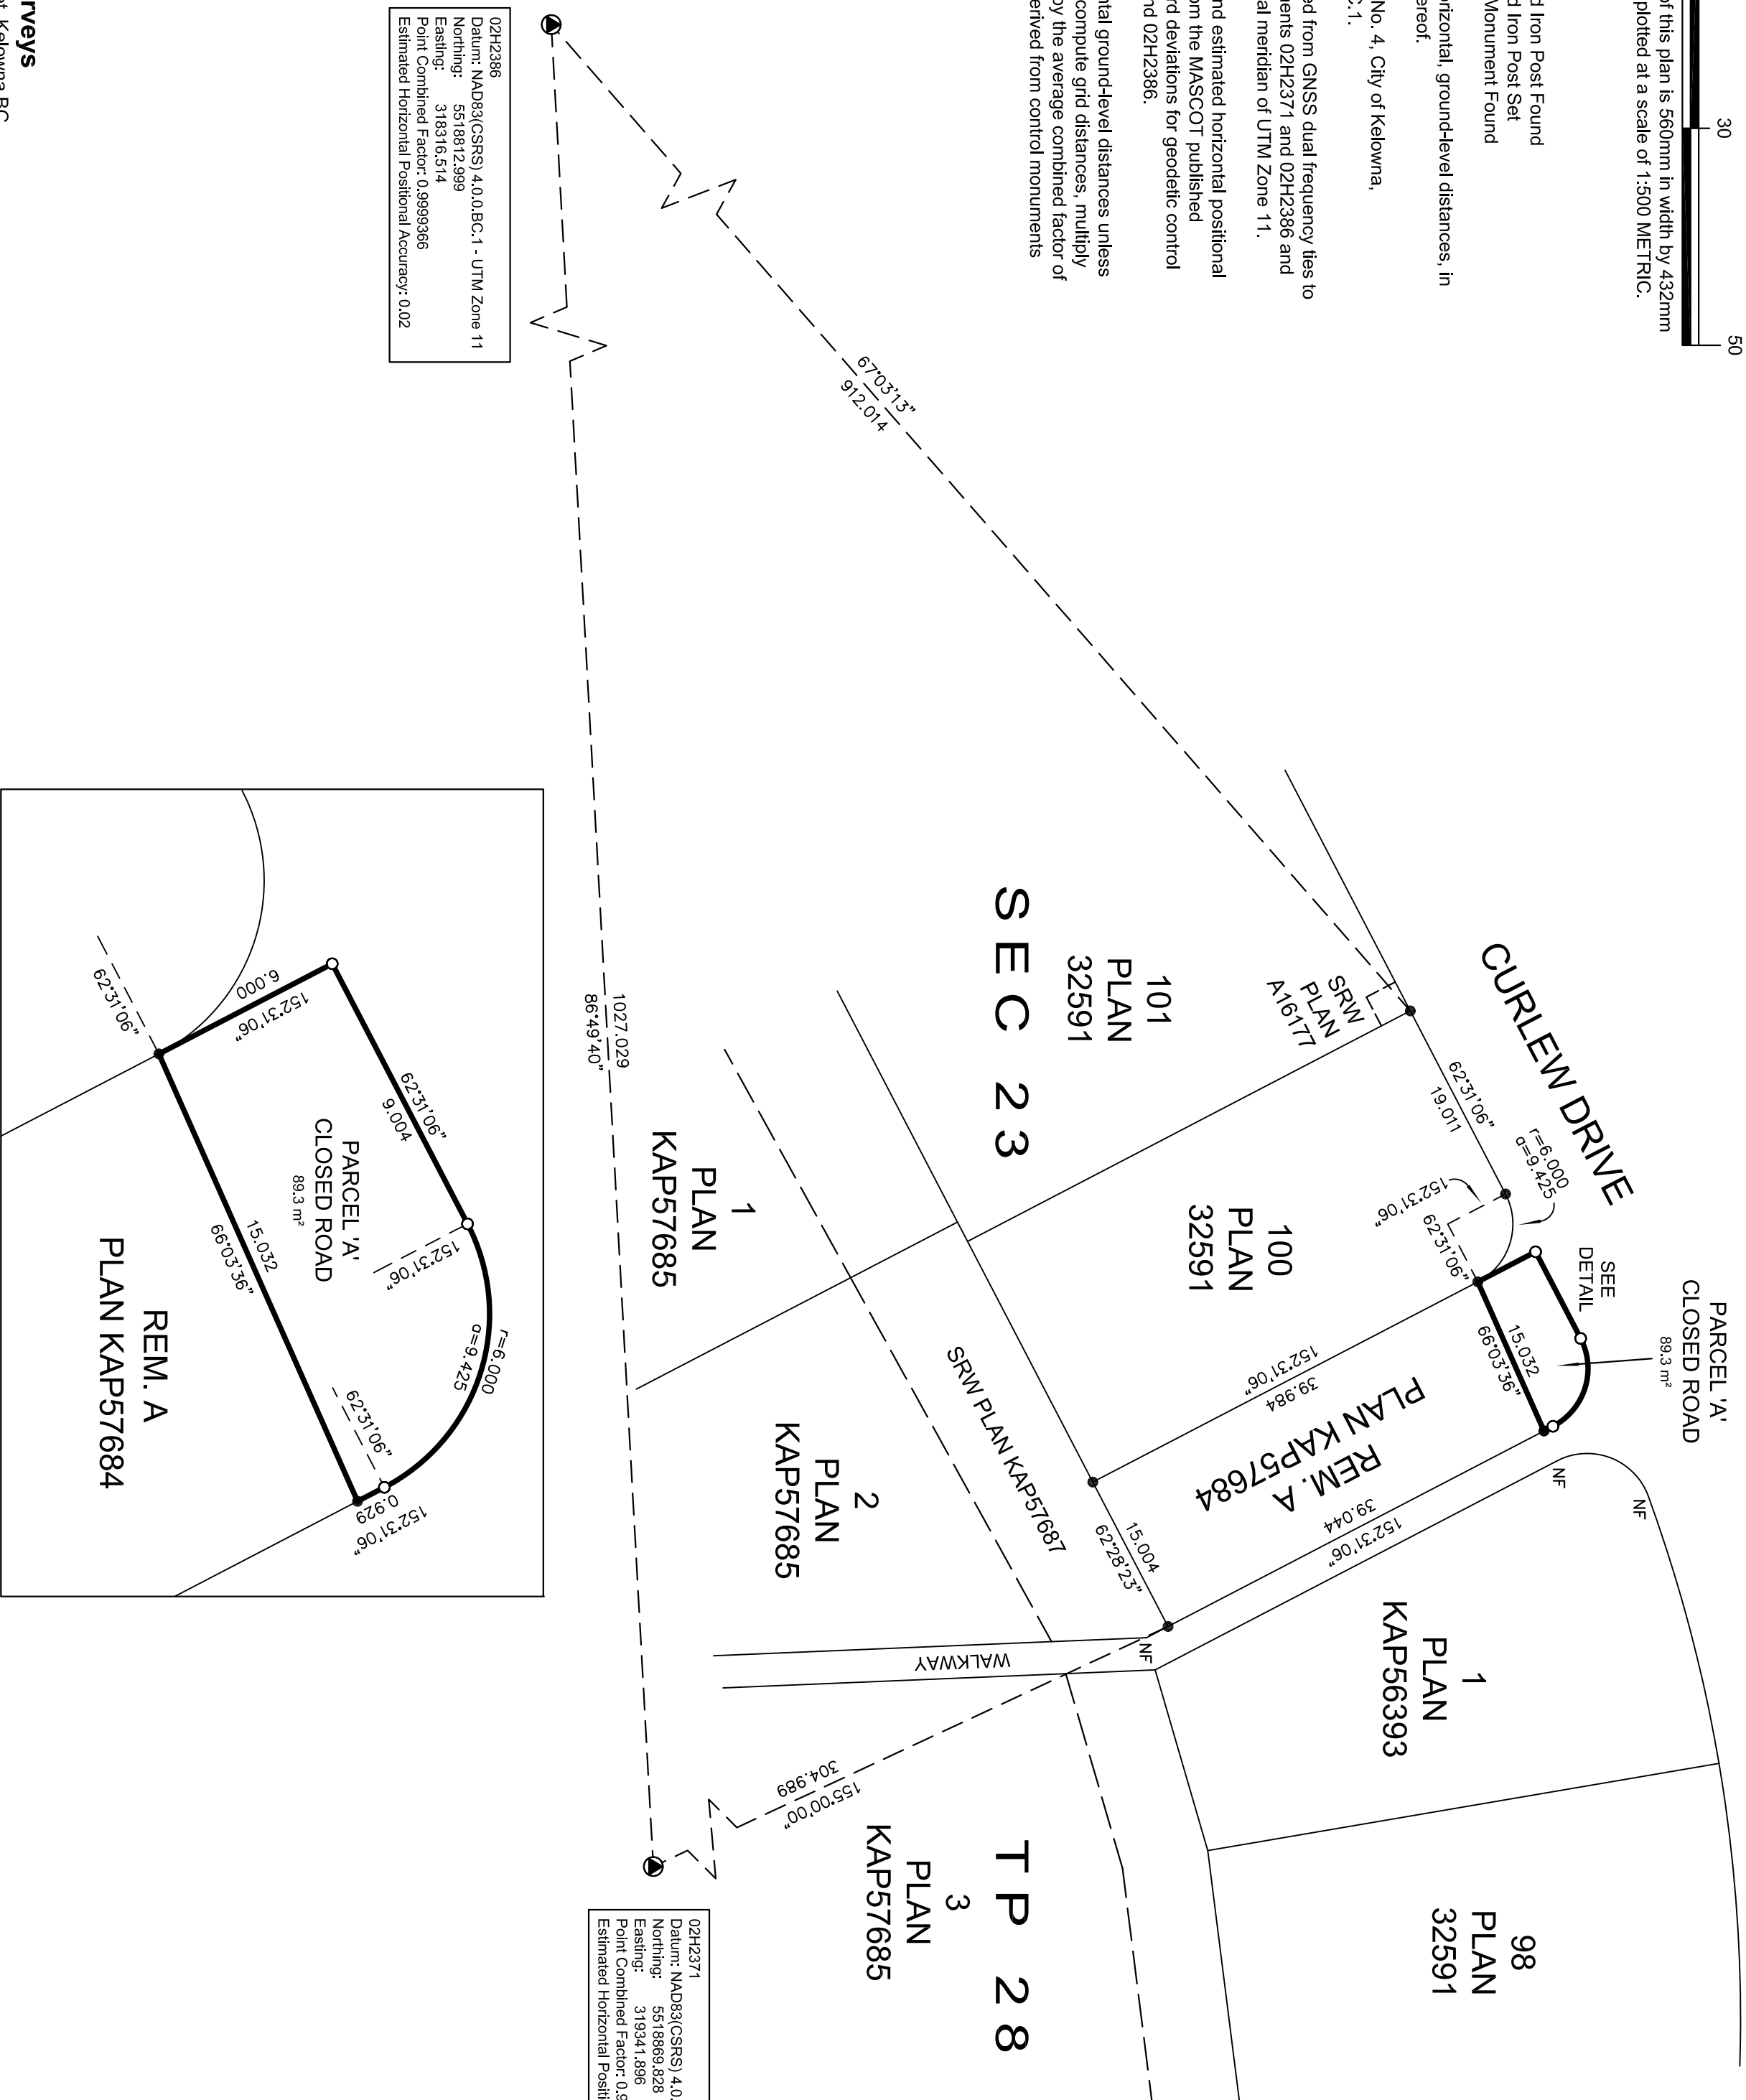 30
50
of this plan is 560mm in width by 432mm
plotted at a scale of 1:500 METRIC.
d Iron Post Found
d Iron Post Set
Monument Found
orizontal, ground-level distances, in
ereof.
No. 4, City of Kelowna,
C.1.
ed from GNSS dual frequency ties to
ments 02H2371 and 02H2386 and
al meridian of UTM Zone 11.
nd estimated horizontal positional
om the MASCOT published
rd deviations for geodetic control
nd 02H2386.
ntal ground-level distances unless
compute grid distances, multiply
by the average combined factor of
erived from control monuments
02H2386
Datum: NAD83(CSRS) 4.0.0.BC.1 - UTM Zone 11
Northing: 5518812.999
Easting: 318316.514
Point Combined Factor: 0.9999366
Estimated Horizontal Positional Accuracy: 0.02
rveys
et, Kelowna BC
67°03'13"
912.014
1027.029
86°49'40"
CURLEW DRIVE
PARCEL 'A'
CLOSED ROAD
89.3 m²
SEE
DETAIL
r=6.000
a=9.425
62°31'06"
19.011
152°31'06"
62°31'06"
15.032
66°03'36"
SRW
PLAN
A16177
101
PLAN
32591
100
PLAN
32591
SEC 23
152°31'06"
39.984
REM. A
PLAN KAP57684
39.044
152°31'06"
15.004
62°28'23"
NF
NF
NF
1
PLAN
KAP56393
98
PLAN
32591
SRW PLAN KAP57687
1
PLAN
KAP57685
2
PLAN
KAP57685
WALKWAY
304.989
155°00'00"
3
PLAN
KAP57685
TP 28
02H2371
Datum: NAD83(CSRS) 4.0.
Northing: 5518869.828
Easting: 319341.896
Point Combined Factor: 0.9
Estimated Horizontal Positi
6.000
152°31'06"
62°31'06"
62°31'06"
9.004
PARCEL 'A'
CLOSED ROAD
89.3 m²
152°31'06"
r=6.000
a=9.425
15.032
66°03'36"
62°31'06"
0.929
152°31'06"
REM. A
PLAN KAP57684